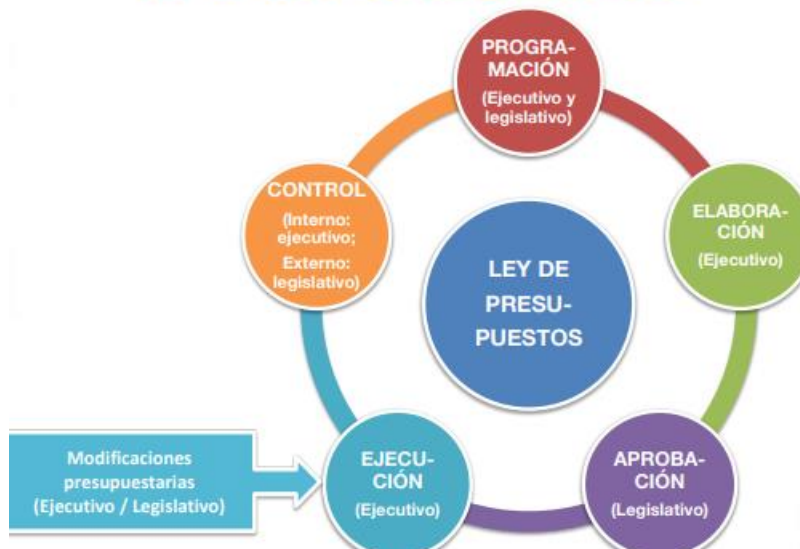 PROGRA-
MACIÓN
(Ejecutivo y
legislativo)
ELABORA-
CIÓN
(Ejecutivo)
APROBA-
CIÓN
(Legislativo)
EJECU-
CIÓN
(Ejecutivo)
Modificaciones
presupuestarias
(Ejecutivo / Legislativo)
CONTROL
(Interno:
ejecutivo;
Externo:
legislativo)
LEY DE
PRESU-
PUESTOS